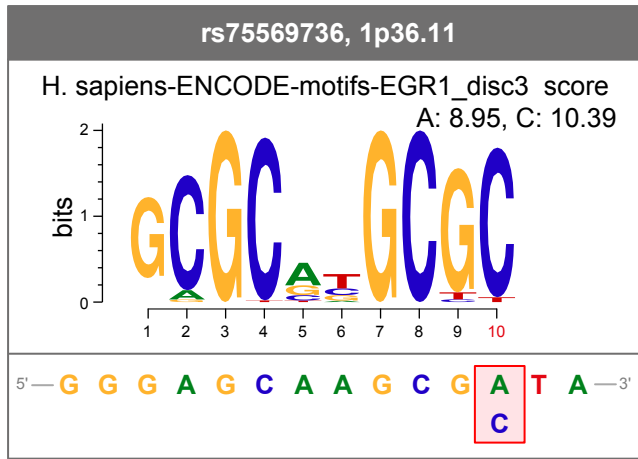 rs75569736, 1p36.11
H. sapiens-ENCODE-motifs-EGR1_disc3 score
A: 8.95, C: 10.39
2
1
0
bits
G C G C A T G C G C
A G C T
G C C T T
C G C
1 2 3 4 5 6 7 8 9 10
5' G G G A G C A A G C G A T A 3'
C